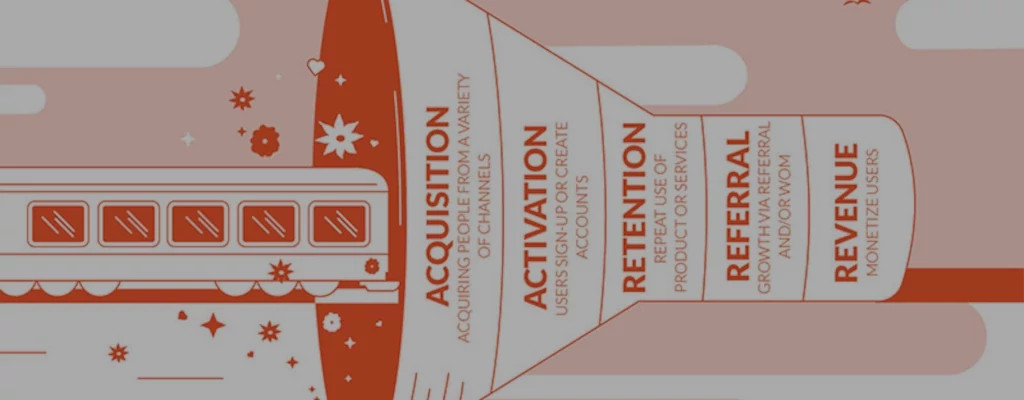 ACQUISITION
ACQUIRING PEOPLE FROM A VARIETY
OF CHANNELS
ACTIVATION
USERS SIGN-UP OR CREATE
ACCOUNTS
RETENTION
REPEAT USE OF
PRODUCT OR SERVICES
REFERRAL
GROWTH VIA REFERRAL
AND/OR WOM
REVENUE
MONETIZE USERS